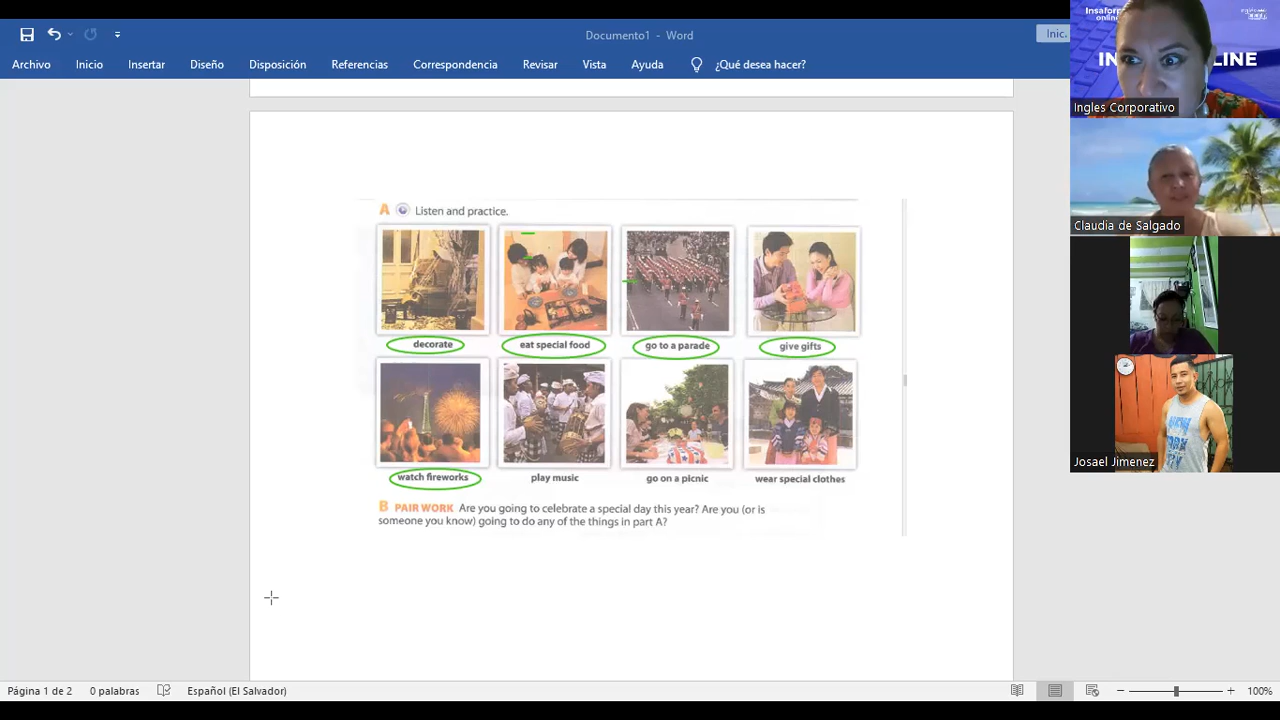 Documento1 - Word
Inic.
Archivo Inicio Insertar Diseño Disposición Referencias Correspondencia Revisar Vista Ayuda ¿Qué desea hacer?
A Listen and practice.
decorate eat special food go to a parade give gifts
watch fireworks play music go on a picnic wear special clothes
B PAIR WORK Are you going to celebrate a special day this year? Are you (or is
someone you know) going to do any of the things in part A?
Página 1 de 2 0 palabras Español (El Salvador) 100%
Insaforp
online
IN LINE
Ingles Corporativo
Claudia de Salgado
Josael Jimenez